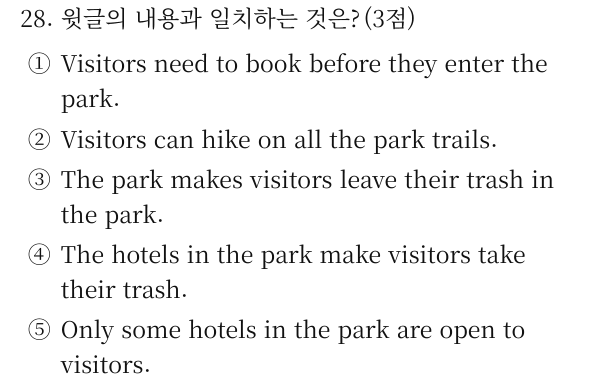 28. 윗글의 내용과 일치하는 것은?(3점)
① Visitors need to book before they enter the
park.
② Visitors can hike on all the park trails.
③ The park makes visitors leave their trash in
the park.
④ The hotels in the park make visitors take
their trash.
⑤ Only some hotels in the park are open to
visitors.